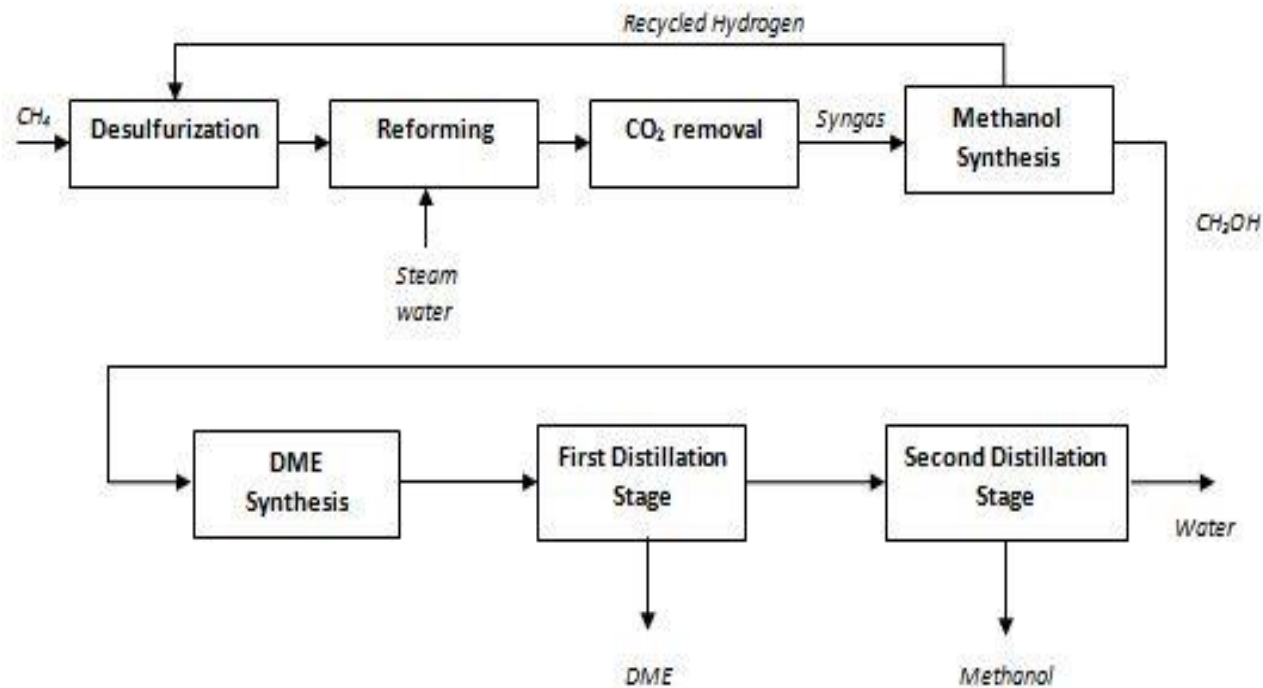 Recycled Hydrogen
CH₄
Desulfurization
Reforming
CO₂ removal
Syngas
Methanol
Synthesis
CH₃OH
Steam
water
DME
Synthesis
First Distillation
Stage
Second Distillation
Stage
Water
DME
Methanol